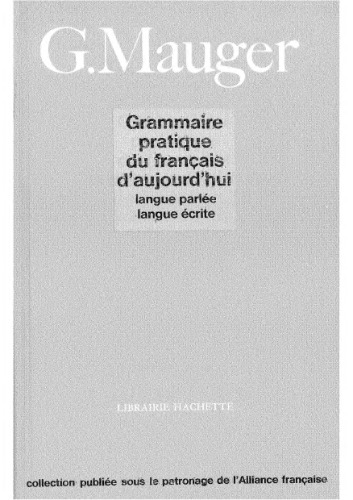 G.Mauger
Grammaire
pratique
du français
d'aujourd'hui
langue parlée
langue écrite
LIBRAIRIE HACHETTE
collection publiée sous le patronage de l'Alliance française